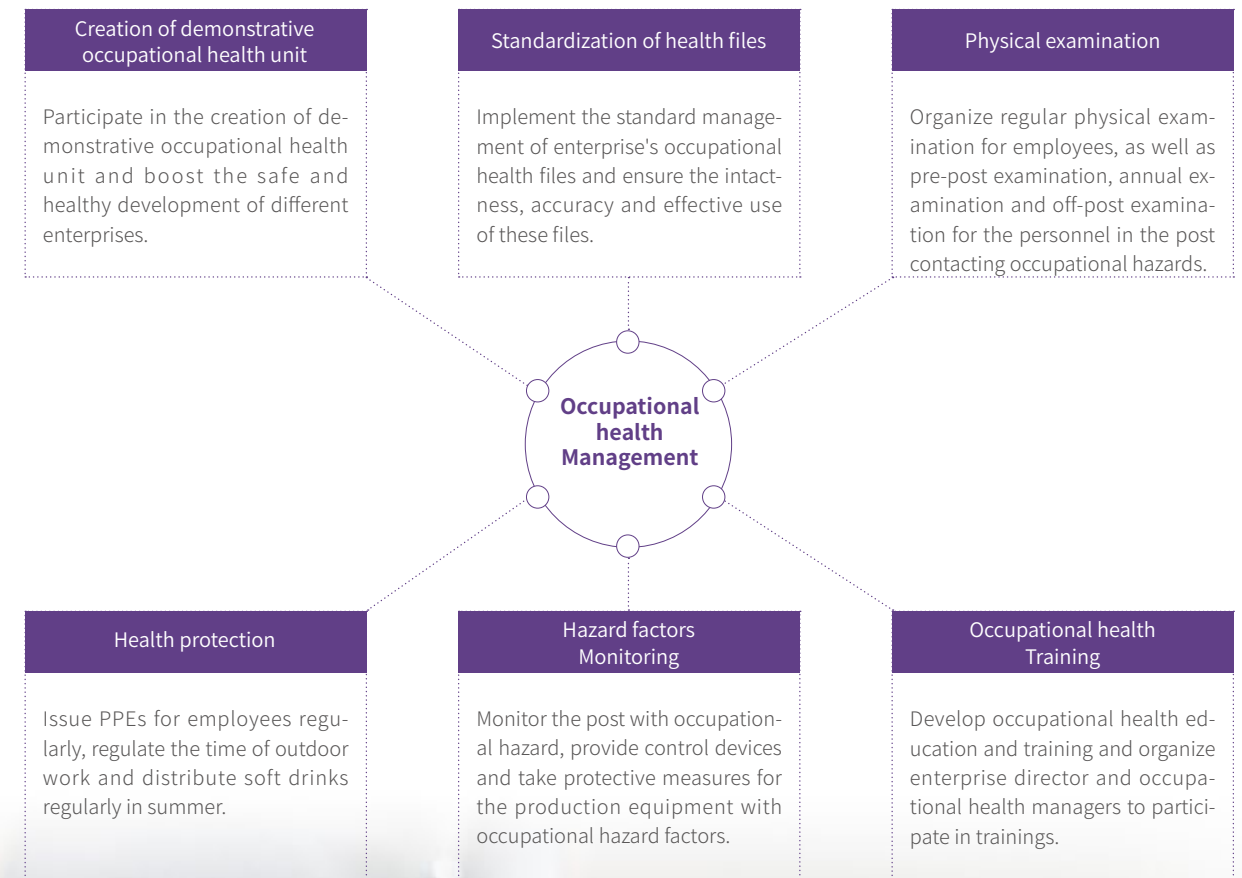 Creation of demonstrative
occupational health unit
Participate in the creation of de-
monstrative occupational health
unit and boost the safe and
healthy development of different
enterprises.
Standardization of health files
Implement the standard manage-
ment of enterprise's occupational
health files and ensure the intact-
ness, accuracy and effective use
of these files.
Physical examination
Organize regular physical exam-
ination for employees, as well as
pre-post examination, annual ex-
amination and off-post examina-
tion for the personnel in the post
contacting occupational hazards.
Occupational
health
Management
Health protection
Issue PPEs for employees regu-
larly, regulate the time of outdoor
work and distribute soft drinks
regularly in summer.
Hazard factors
Monitoring
Monitor the post with occupation-
al hazard, provide control devices
and take protective measures for
the production equipment with
occupational hazard factors.
Occupational health
Training
Develop occupational health ed-
ucation and training and organize
enterprise director and occupa-
tional health managers to partici-
pate in trainings.